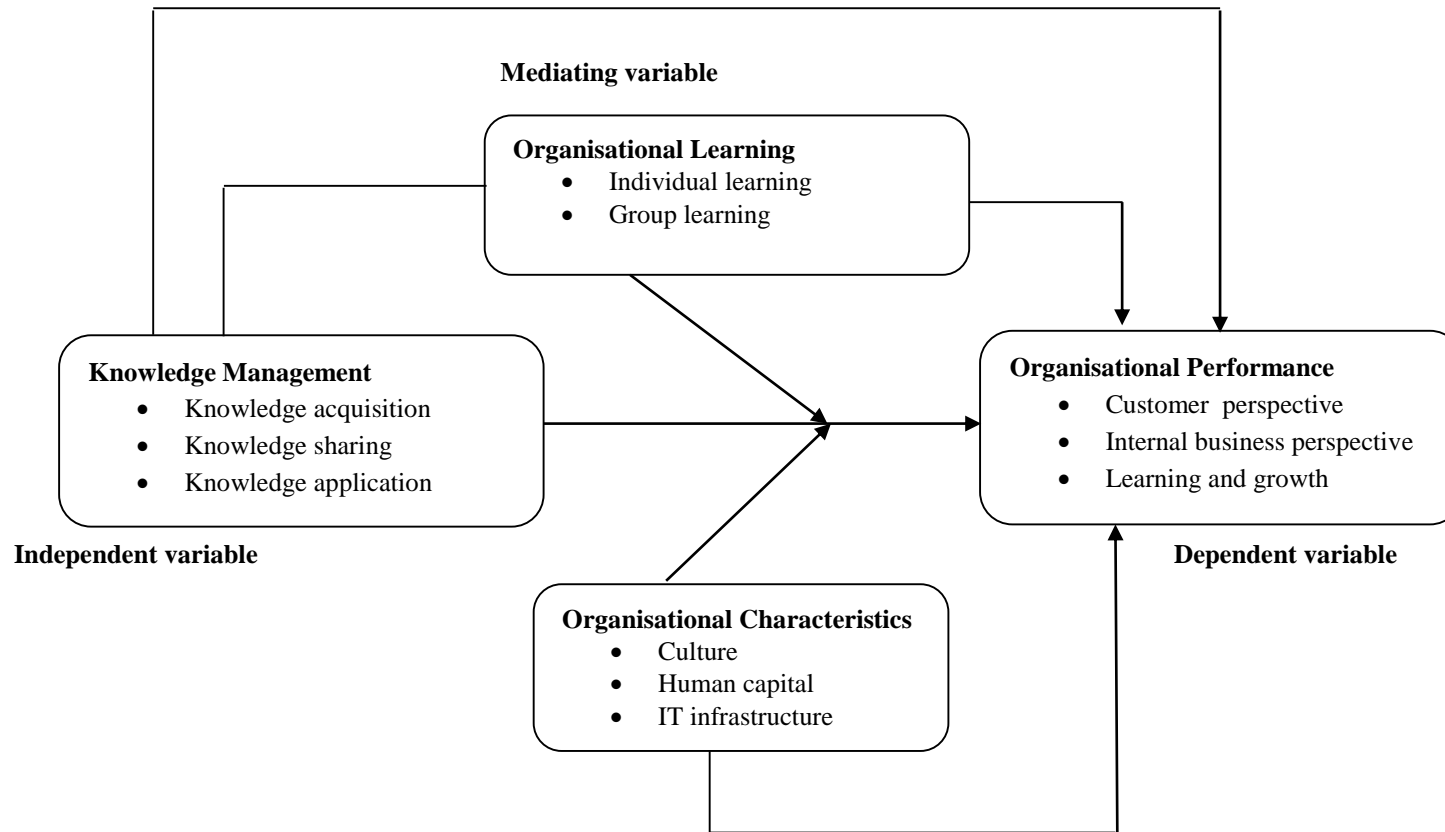 Mediating variable
Organisational Learning
• Individual learning
• Group learning
Knowledge Management
• Knowledge acquisition
• Knowledge sharing
• Knowledge application
Independent variable
Organisational Performance
• Customer perspective
• Internal business perspective
• Learning and growth
Dependent variable
Organisational Characteristics
• Culture
• Human capital
• IT infrastructure